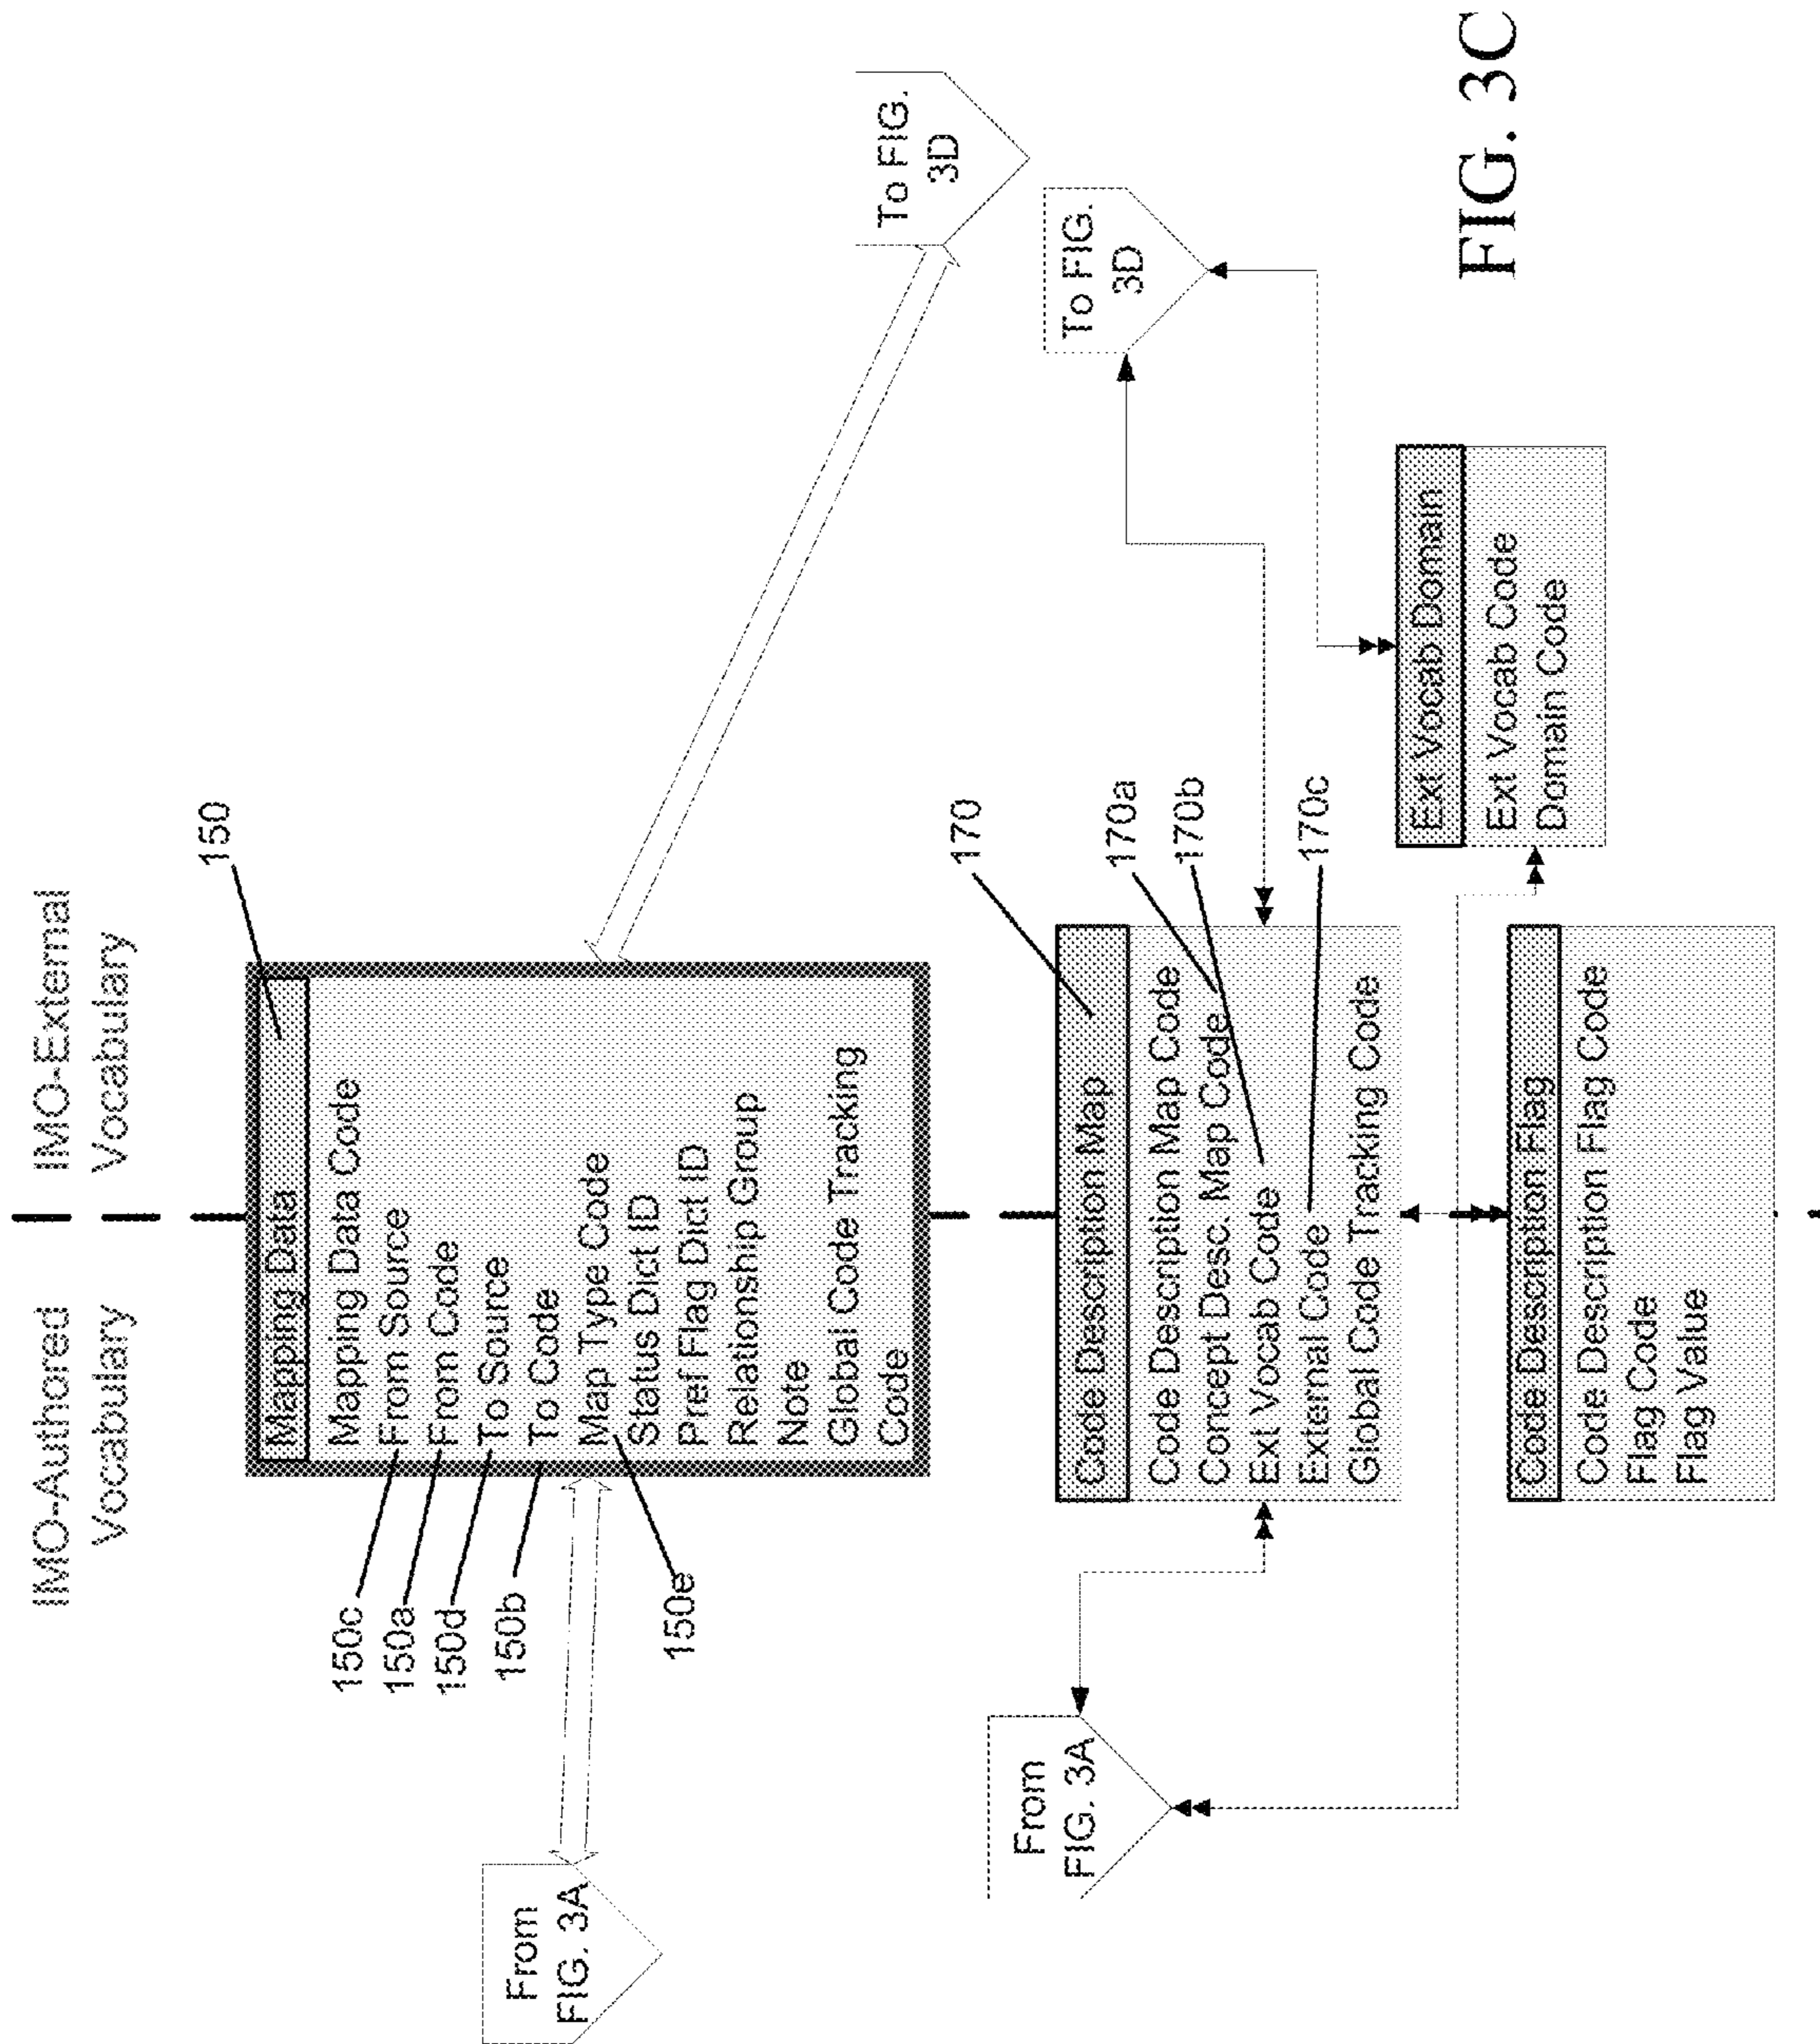 IMO-Authored
Vocabulary
IMO-External
Vocabulary
150
Mapping Data
Mapping Data Code
From Source
From Code
To Source
To Code
Map Type Code
Status Dict ID
Pref Flag Dict ID
Relationship Group
Note
Global Code Tracking
Code
150c
150a
150d
150b
150e
From
FIG. 3A
To FIG.
3D
From
FIG. 3A
To FIG.
3D
170
Code Description Map
Code Description Map Code
Concept Desc. Map Code
Ext Vocab Code
External Code
Global Code Tracking Code
170a
170b
170c
Ext Vocab Domain
Ext Vocab Code
Domain Code
Code Description Flag
Code Description Flag Code
Flag Code
Flag Value
FIG. 3C